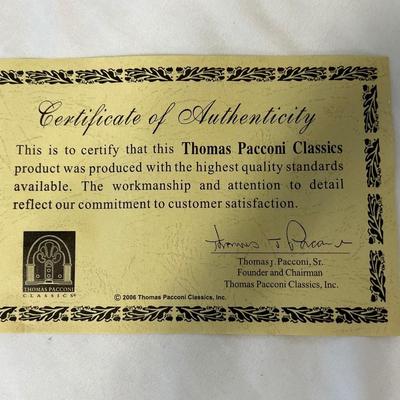 Certificate of Authenticity
This is to certify that this Thomas Pacconi Classics
product was produced with the highest quality standards
available. The workmanship and attention to detail
reflect our commitment to customer satisfaction.
Thomas J Pacconi
Thomas J. Pacconi, Sr.
Founder and Chairman
Thomas Pacconi Classics, Inc.
THOMAS PACCONI
CLASSICS®
© 2006 Thomas Pacconi Classics, Inc.